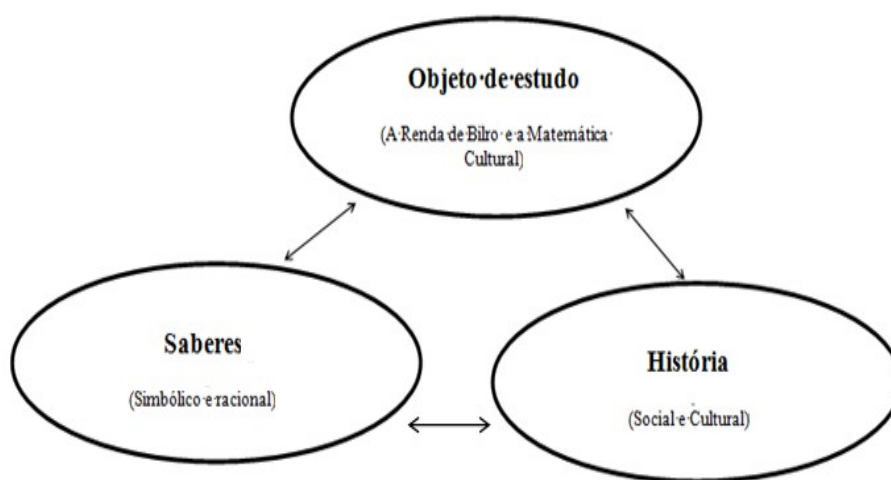 Objeto·de·estudo
(A·Renda·de·Bilro·e·a·Matemática·
Cultural)
Saberes
(Simbólico·e·racional)
História
(Social·e·Cultural)